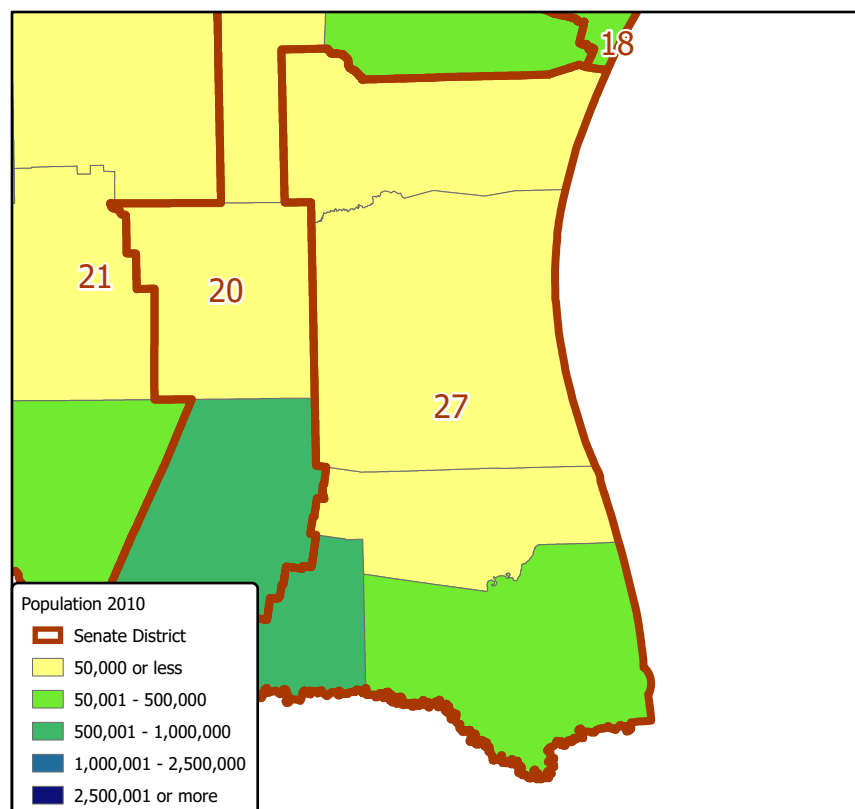 18
21
20
27
Population 2010
Senate District
50,000 or less
50,001 - 500,000
500,001 - 1,000,000
1,000,001 - 2,500,000
2,500,001 or more